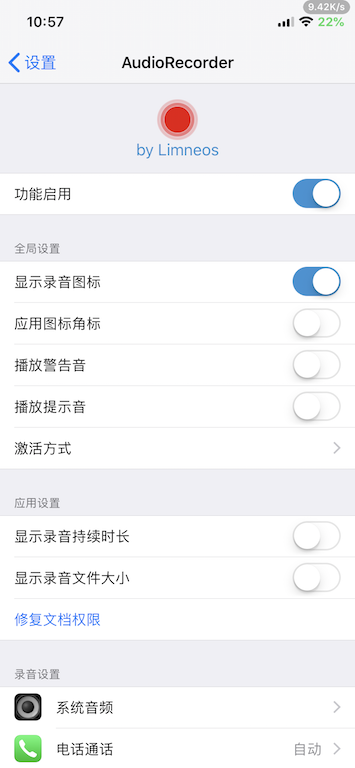 9.42K/s
10:57
22%
设置
AudioRecorder
by Limneos
功能启用
全局设置
显示录音图标
应用图标角标
播放警告音
播放提示音
激活方式
应用设置
显示录音持续时长
显示录音文件大小
修复文档权限
录音设置
系统音频
电话通话
自动